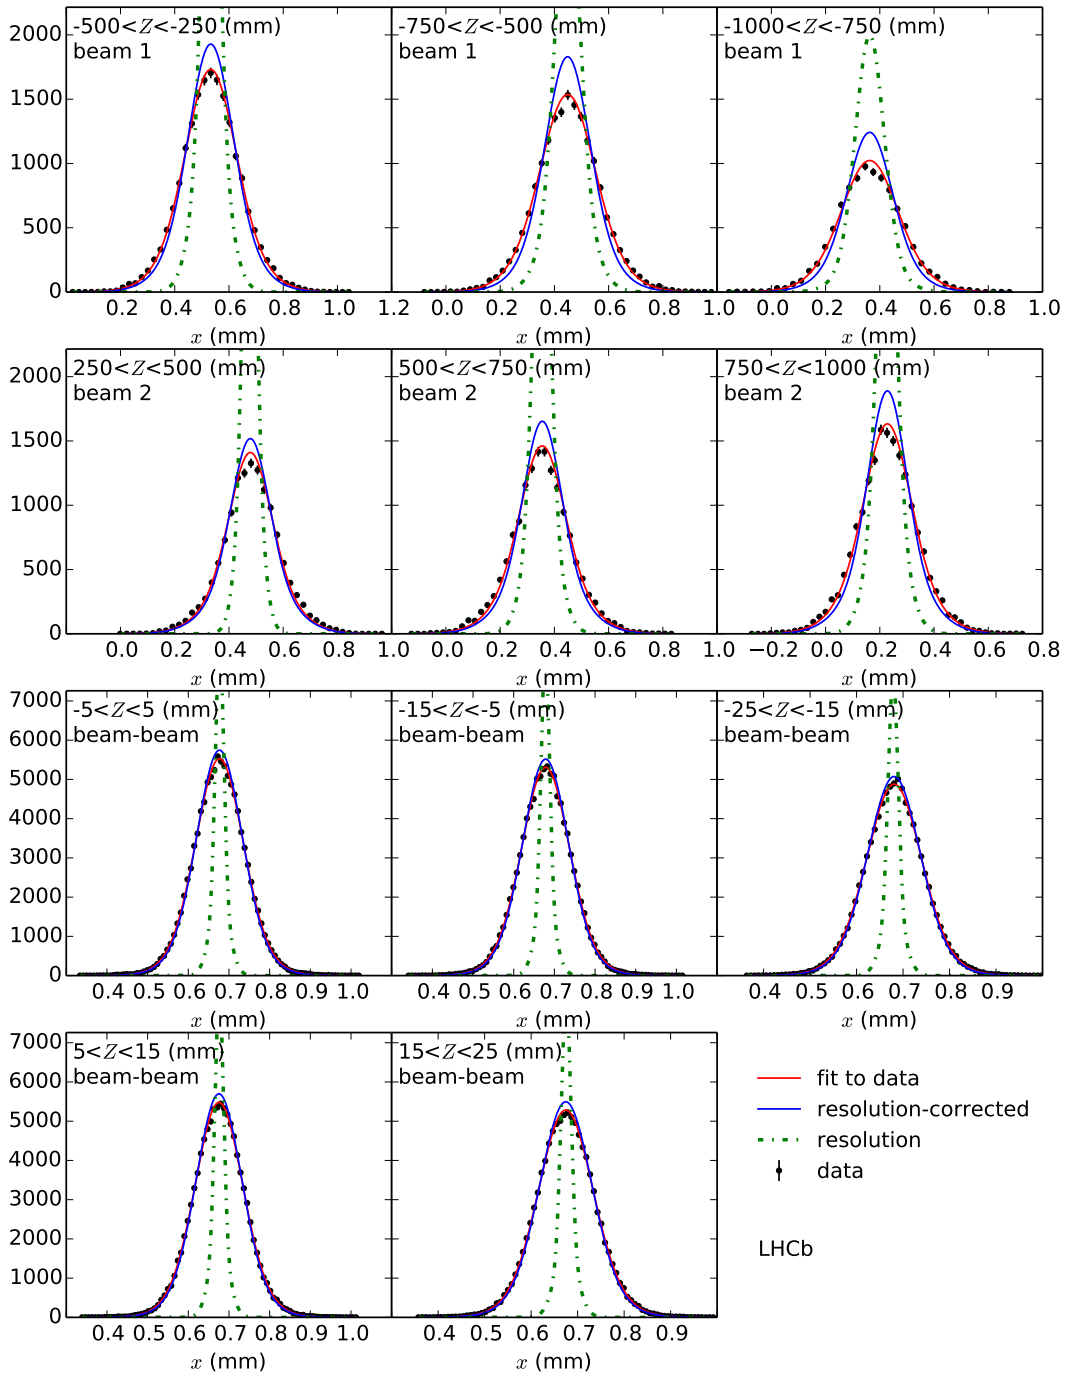 -500<Z<-250 (mm)
beam 1
-750<Z<-500 (mm)
beam 1
-1000<Z<-750 (mm)
beam 1
2000
1500
1000
500
0
0.2 0.4 0.6 0.8 1.0 1.2 0.0 0.2 0.4 0.6 0.8 1.0 0.0 0.2 0.4 0.6 0.8 1.0
x (mm)
x (mm)
x (mm)
250<Z<500 (mm)
beam 2
500<Z<750 (mm)
beam 2
750<Z<1000 (mm)
beam 2
2000
1500
1000
500
0
0.0 0.2 0.4 0.6 0.8 1.0 0.0 0.2 0.4 0.6 0.8 1.0 −0.2 0.0 0.2 0.4 0.6 0.8
x (mm)
x (mm)
x (mm)
-5<Z<5 (mm)
beam-beam
-15<Z<-5 (mm)
beam-beam
-25<Z<-15 (mm)
beam-beam
7000
6000
5000
4000
3000
2000
1000
0
0.4 0.5 0.6 0.7 0.8 0.9 1.0 0.4 0.5 0.6 0.7 0.8 0.9 1.0 0.4 0.5 0.6 0.7 0.8 0.9
x (mm)
x (mm)
x (mm)
5<Z<15 (mm)
beam-beam
15<Z<25 (mm)
beam-beam
7000
6000
5000
4000
3000
2000
1000
0
0.4 0.5 0.6 0.7 0.8 0.9 1.0 0.4 0.5 0.6 0.7 0.8 0.9
x (mm)
x (mm)
fit to data
resolution-corrected
resolution
data
LHCb